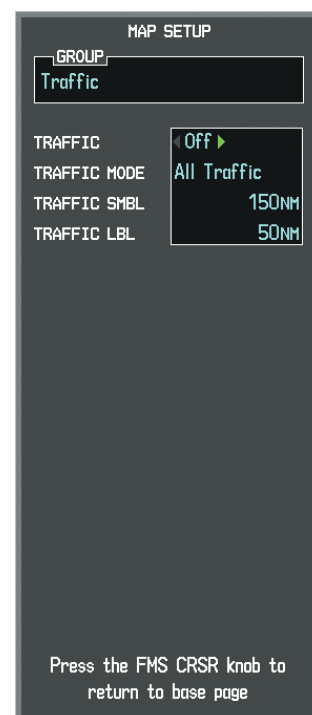 MAP SETUP
GROUP
Traffic
TRAFFIC Off
TRAFFIC MODE All Traffic
TRAFFIC SMBL 150NM
TRAFFIC LBL 50NM
Press the FMS CRSR knob to
return to base page